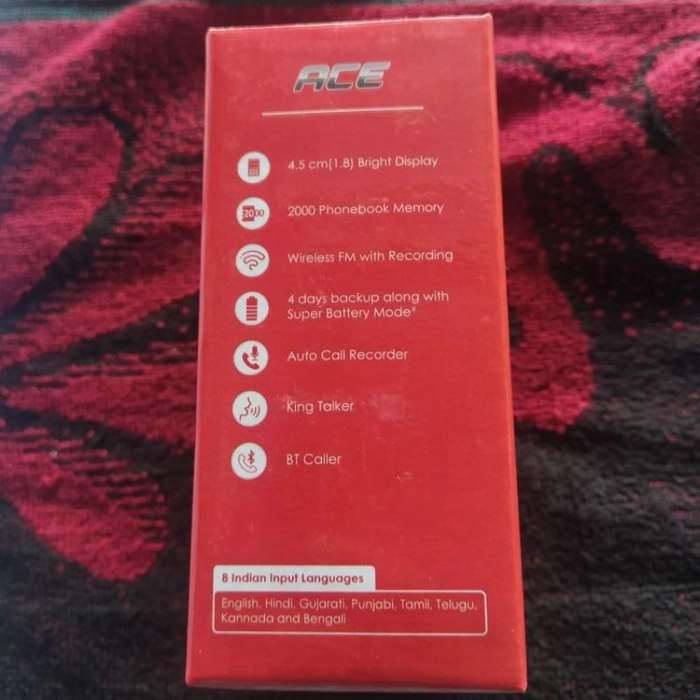 ACE
4.5 cm(1.8) Bright Display
2000
2000 Phonebook Memory
Wireless FM with Recording
4 days backup along with
Super Battery Mode#
Auto Call Recorder
King Talker
BT Caller
8 Indian Input Languages
English, Hindi, Gujarati, Punjabi, Tamil, Telugu,
Kannada and Bengali